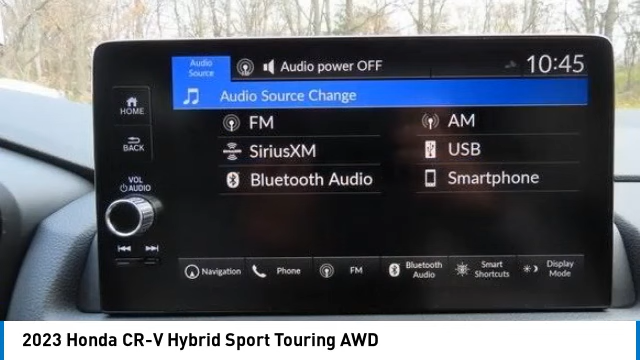 Audio
Source
Audio power OFF
10:45
Audio Source Change
HOME
FM
AM
BACK
SiriusXM
USB
VOL
AUDIO
Bluetooth Audio
Smartphone
Navigation
Phone
FM
Bluetooth
Audio
Smart
Shortcuts
Display
Mode
2023 Honda CR-V Hybrid Sport Touring AWD